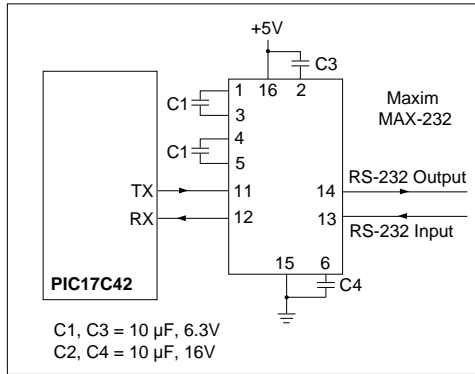 +5V
C3
16
2
C1
1
3
C1
4
5
Maxim
MAX-232
TX
11
14
RS-232 Output
RX
12
13
RS-232 Input
15
6
C4
PIC17C42
C1, C3 = 10 µF, 6.3V
C2, C4 = 10 µF, 16V